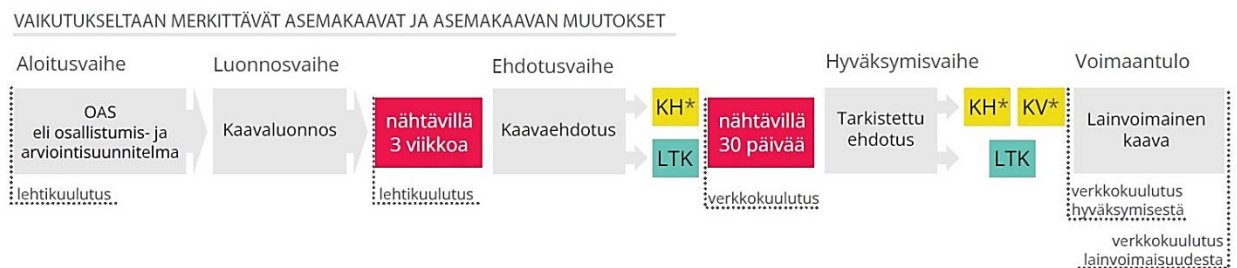 VAIKUTUKSELTAAN MERKITTÄVÄT ASEMAKAAVAT JA ASEMAKAAVAN MUUTOKSET
Aloitusvaihe
OAS
eli osallistumis- ja
arviointisuunnitelma
lehtikuulutus
Luonnosvaihe
Kaavaluonnos
nähtävillä
3 viikkoa
lehtikuulutus
Ehdotusvaihe
Kaavaehdotus
KH*
LTK
nähtävillä
30 päivää
verkkokuulutus
Hyväksymisvaihe
Tarkistettu
ehdotus
KH*
KV*
LTK
Voimaantulo
Lainvoimainen
kaava
verkkokuulutus
hyväksymisestä
verkkokuulutus
lainvoimaisuudesta